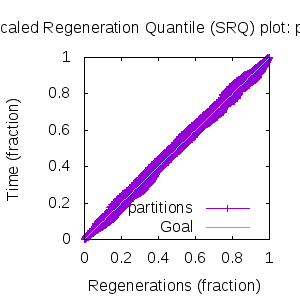 caled Regeneration Quantile (SRQ) plot: p
1
0.8
0.6
0.4
0.2
0
Time (fraction)
partitions
Goal
0 0.2 0.4 0.6 0.8 1
Regenerations (fraction)